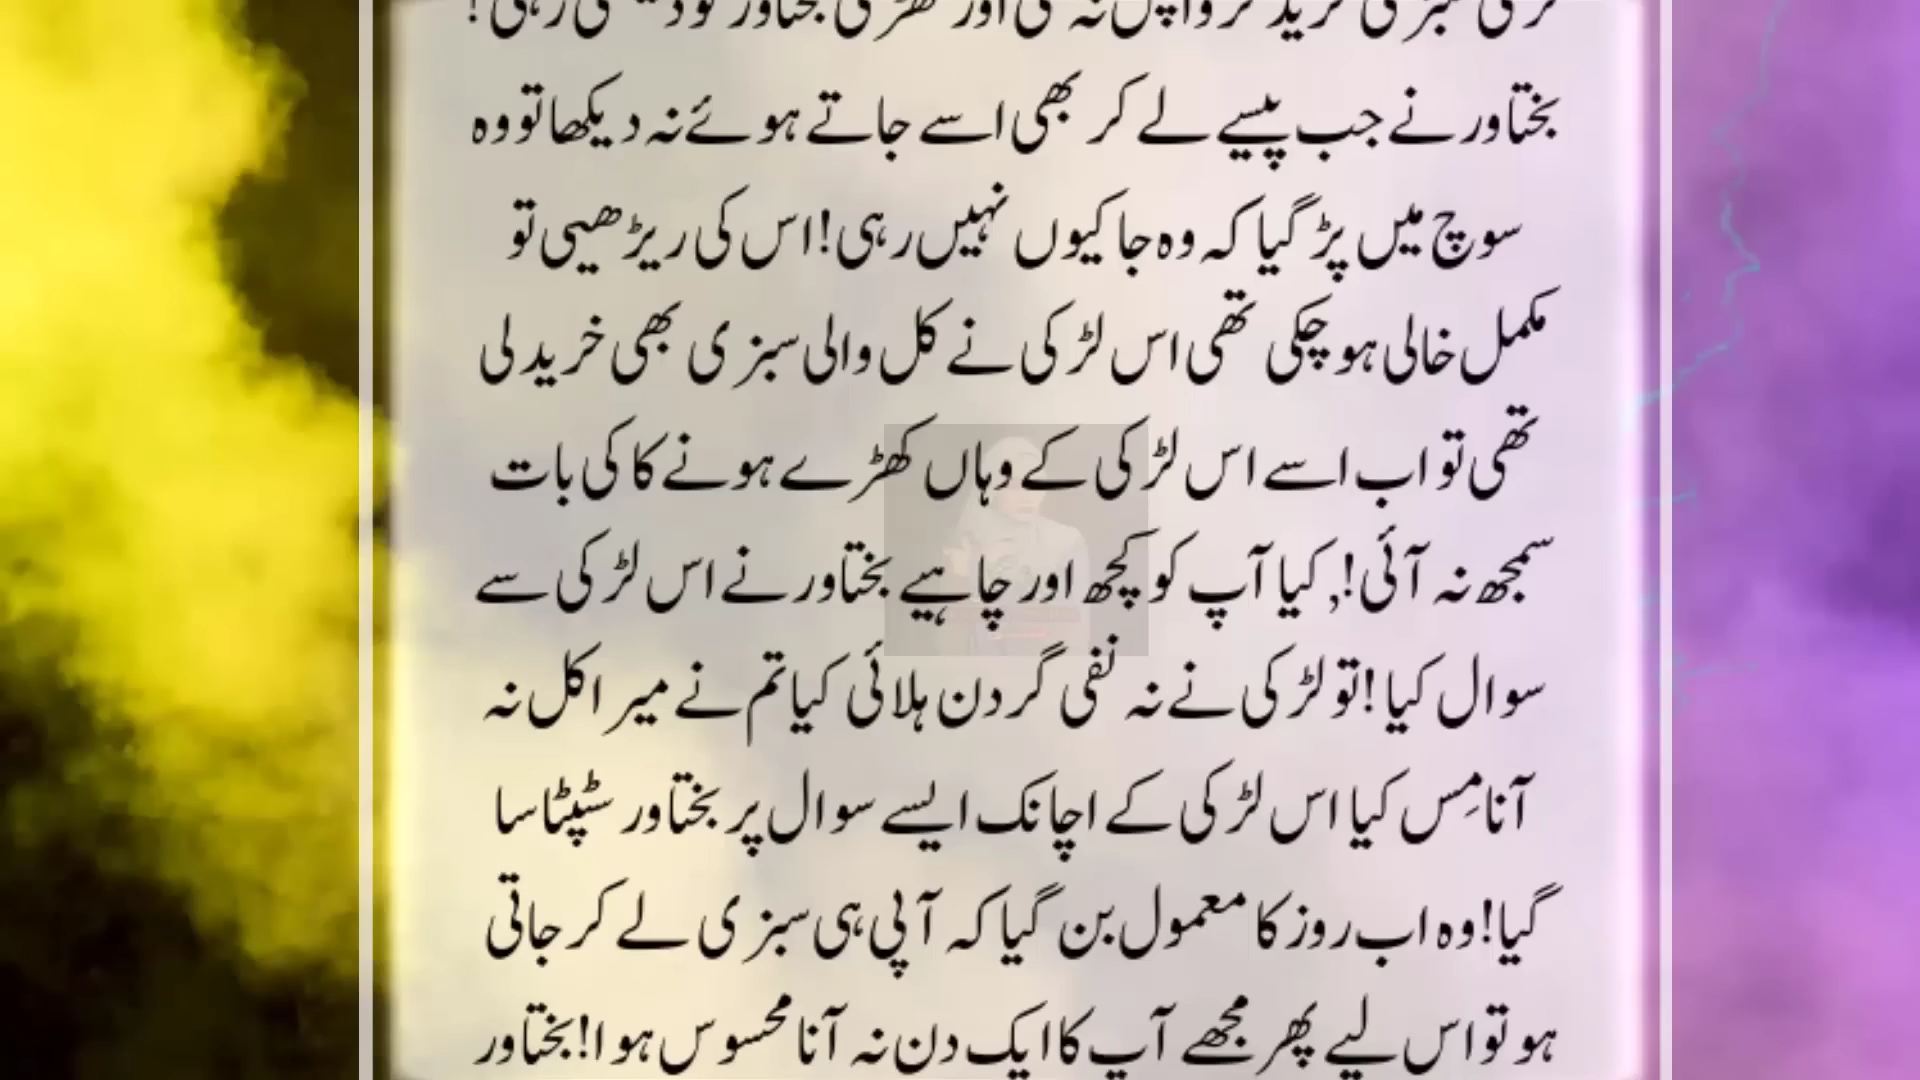 بختاور نے جب پیسے لے کر بھی اسے جاتے ہوئے نہ دیکھا تو وہ
سوچ میں پڑ گیا کہ وہ جا کیوں نہیں رہی! اس کی ریڑھیی تو
مکمل خالی ہو چکی تھی اس لڑکی نے کل والی سبزی بھی خرید لی
تھی تو اب اسے اس لڑکی کے وہاں کھڑے ہونے کا کی بات
سمجھ نہ آئی!, کیا آپ کو کچھ اور چاہیے بختاور نے اس لڑکی سے
سوال کیا! تو لڑکی نے نہ نفی گردن ہلائی کیا تم نے میرا کل نہ
آنا مِس کیا اس لڑکی کے اچانک ایسے سوال پر بختاور سٹپٹا سا
گیا! وہ اب روز کا معمول بن گیا کہ آپی ہی سبزی لے کر جاتی
ہو تو اس لیے پھر مجھے آپ کا ایک دن نہ آنا محسوس ہوا! بختاور